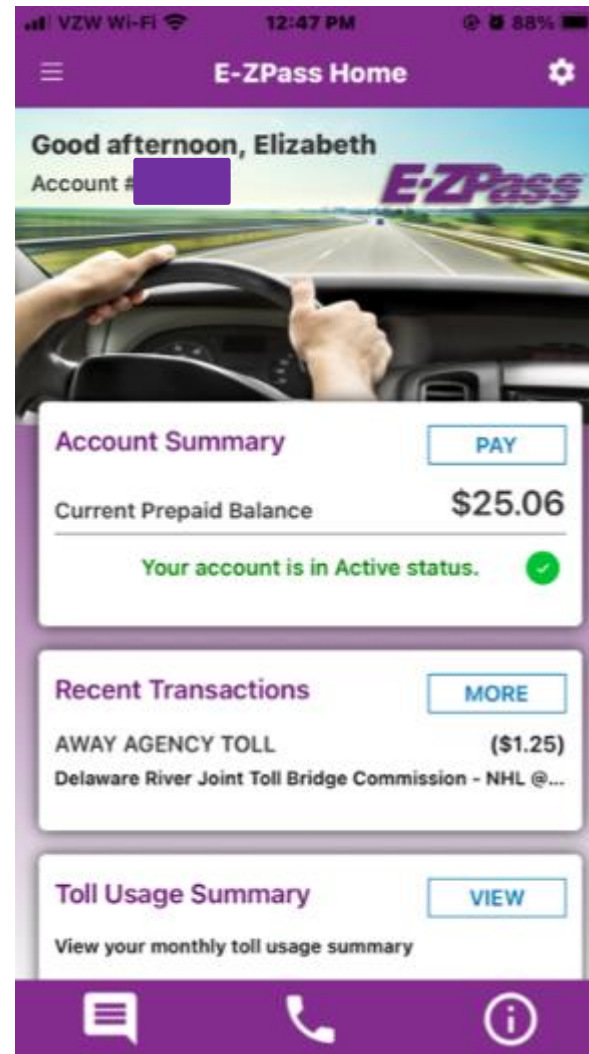 VZW Wi-Fi 12:47 PM 88%
E-ZPass Home
Good afternoon, Elizabeth
Account #
E-ZPass
Account Summary PAY
Current Prepaid Balance $25.06
Your account is in Active status.
Recent Transactions MORE
AWAY AGENCY TOLL ($1.25)
Delaware River Joint Toll Bridge Commission - NHL @...
Toll Usage Summary VIEW
View your monthly toll usage summary